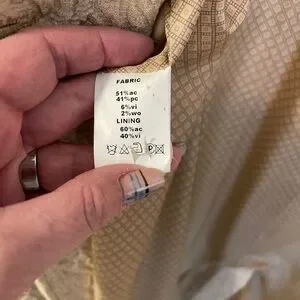 FABRIC
51%ac
41%pc
6%vi
2%wo
LINING
60%ac
40%vi
P